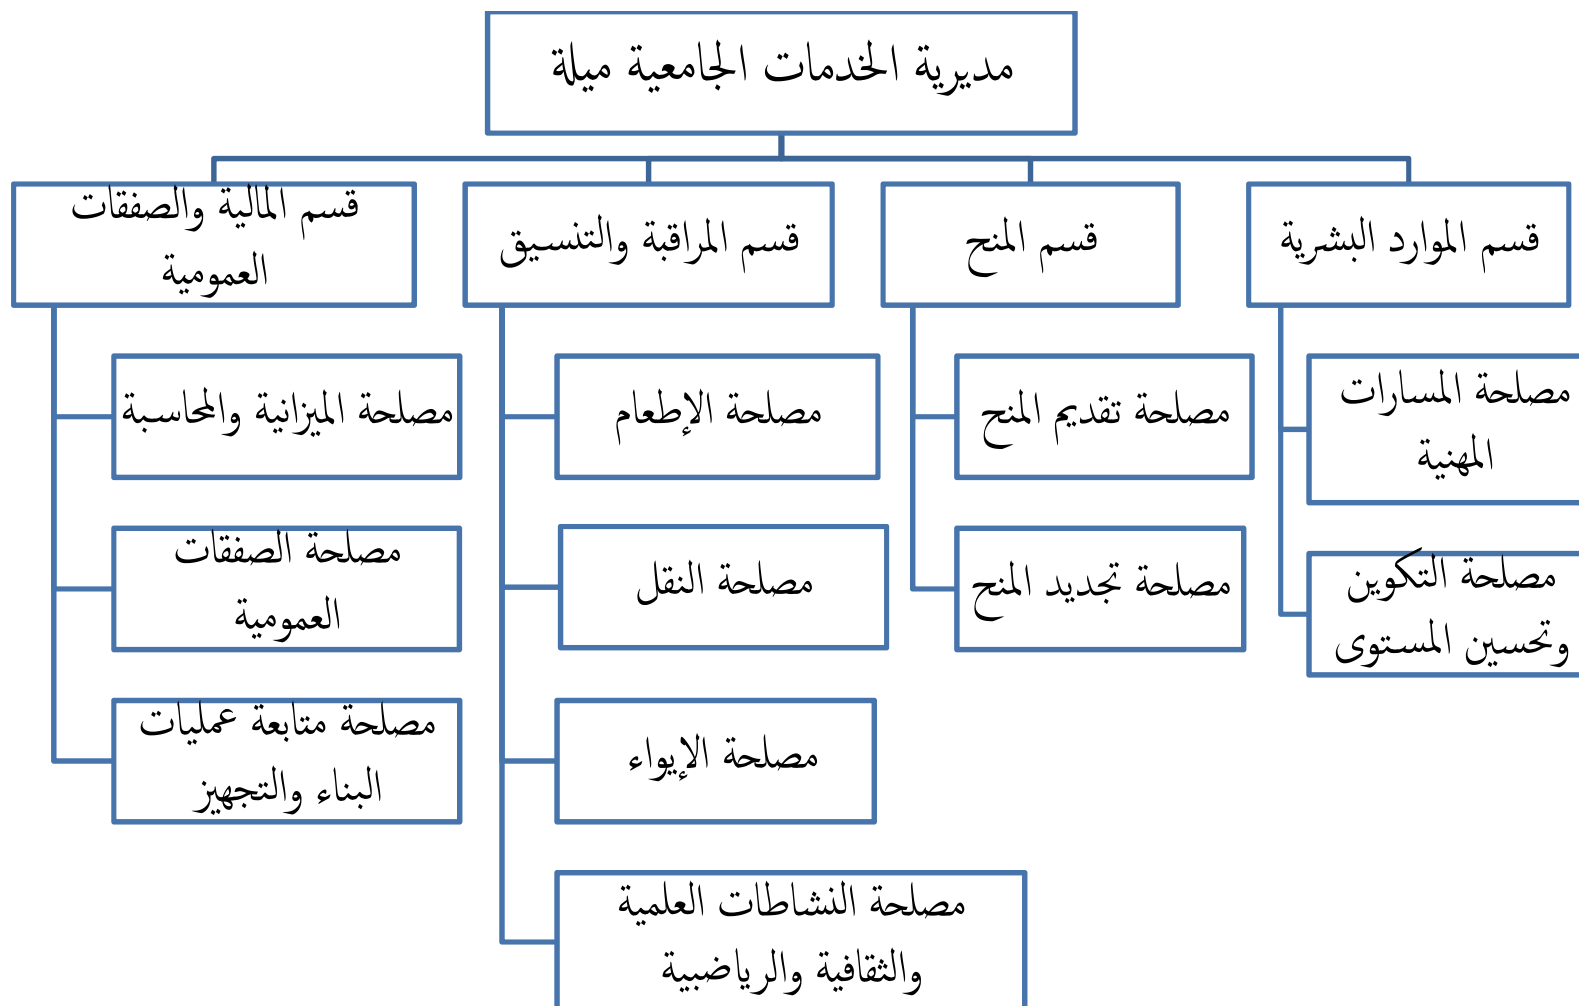 مديرية الخدمات الجامعية ميلة
قسم الموارد البشرية
قسم المنح
قسم المراقبة والتنسيق
قسم المالية والصفقات
العمومية
مصلحة المسارات
المهنية
مصلحة التكوين
وتحسين المستوى
مصلحة تقديم المنح
مصلحة تجديد المنح
مصلحة الإطعام
مصلحة النقل
مصلحة الإيواء
مصلحة النشاطات العلمية
والثقافية والرياضبية
مصلحة الميزانية والمحاسبة
مصلحة الصفقات
العمومية
مصلحة متابعة عمليات
البناء والتجهيز